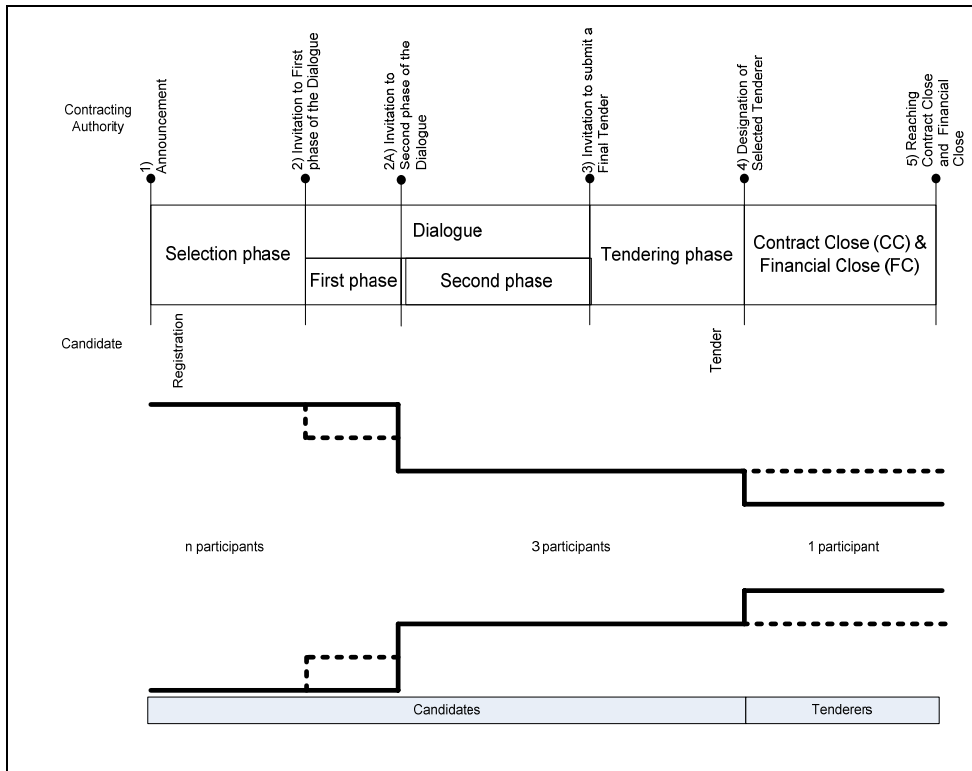 Contracting
Authority
1)
Announcement
2) Invitation to First
phase of the Dialogue
2A) Invitation to
Second phase of the
Dialogue
3) Invitation to submit a
Final Tender
4) Designation of
Selected Tenderer
5) Reaching
Contract Close
and Financial
Close
Selection phase
Dialogue
First phase
Second phase
Tendering phase
Contract Close (CC) &
Financial Close (FC)
Candidate
Registration
Tender
n participants
3 participants
1 participant
Candidates
Tenderers